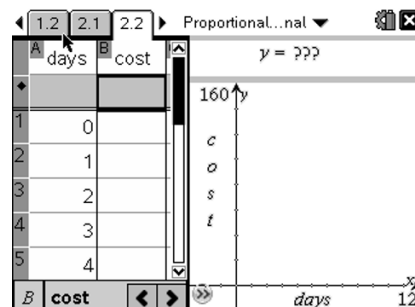 1.2 2.1 2.2 Proportional...nal
A days B cost
1 0
2 1
3 2
4 3
5 4
B cost
y = ???
160 y
c
o
s
t
x
days 12